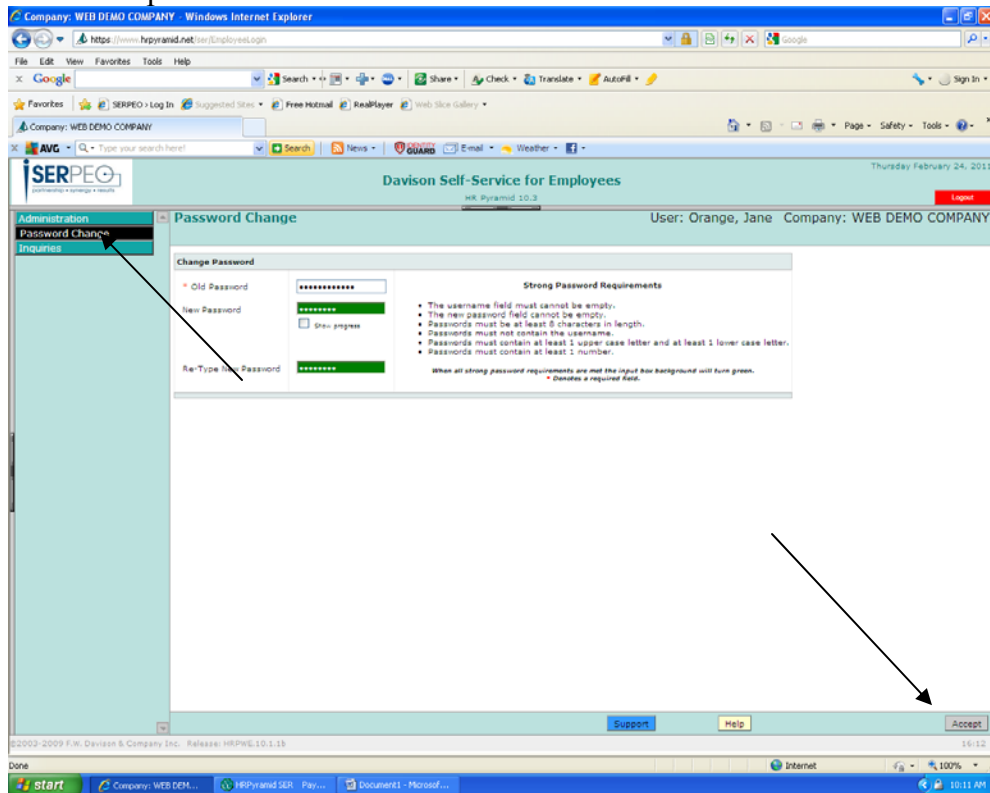 Company: WEB DEMO COMPANY - Windows Internet Explorer
https://www.hrpyramid.net/ser/EmployeeLogin
Google
File Edit View Favorites Tools Help
x Google Search Share Check Translate AutoFill Sign In
Favorites SERPEO › Log In Suggested Sites Free Hotmail RealPlayer Web Slice Gallery
Company: WEB DEMO COMPANY Page Safety Tools
x AVG Type your search here! Search News IDENTITY GUARD E-mail Weather
SERPEO
partnership • synergy • results
Davison Self-Service for Employees
HR Pyramid 10.3
Thursday February 24, 2011
Logout
Administration
Password Change
Inquiries
Password Change User: Orange, Jane Company: WEB DEMO COMPANY
Change Password
* Old Password ••••••••••••
New Password ••••••••
Show progress
Re-Type New Password ••••••••
Strong Password Requirements
• The username field must cannot be empty.
• The new password field cannot be empty.
• Passwords must be at least 8 characters in length.
• Passwords must not contain the username.
• Passwords must contain at least 1 upper case letter and at least 1 lower case letter.
• Passwords must contain at least 1 number.
When all strong password requirements are met the input box background will turn green.
* Denotes a required field.
Support Help Accept
©2003-2009 F.W. Davison & Company Inc. Release: HRPWE.10.1.1b 16:12
Done Internet 100%
start Company: WEB DEM... HRPyramid SER Pay... Document1 - Microsof... 10:11 AM